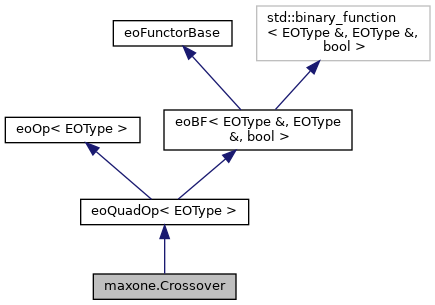 eoFunctorBase
std::binary_function
< EOType &, EOType &,
bool >
eoOp< EOType >
eoBF< EOType &, EOType
&, bool >
eoQuadOp< EOType >
maxone.Crossover